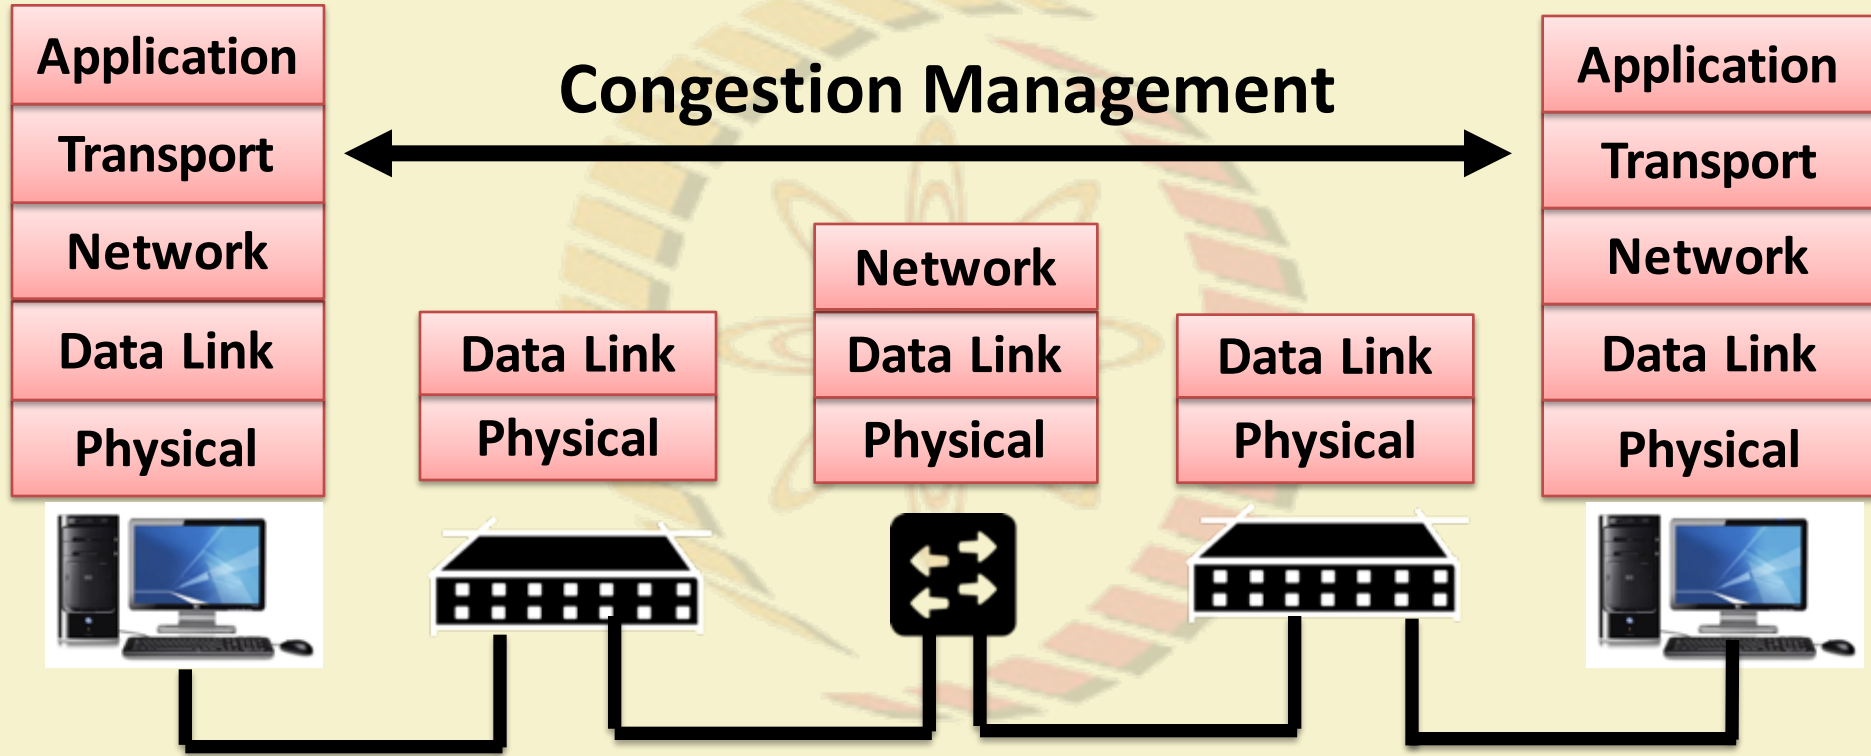 Congestion Management
Application
Transport
Network
Data Link
Physical
Data Link
Physical
Network
Data Link
Physical
Data Link
Physical
Application
Transport
Network
Data Link
Physical